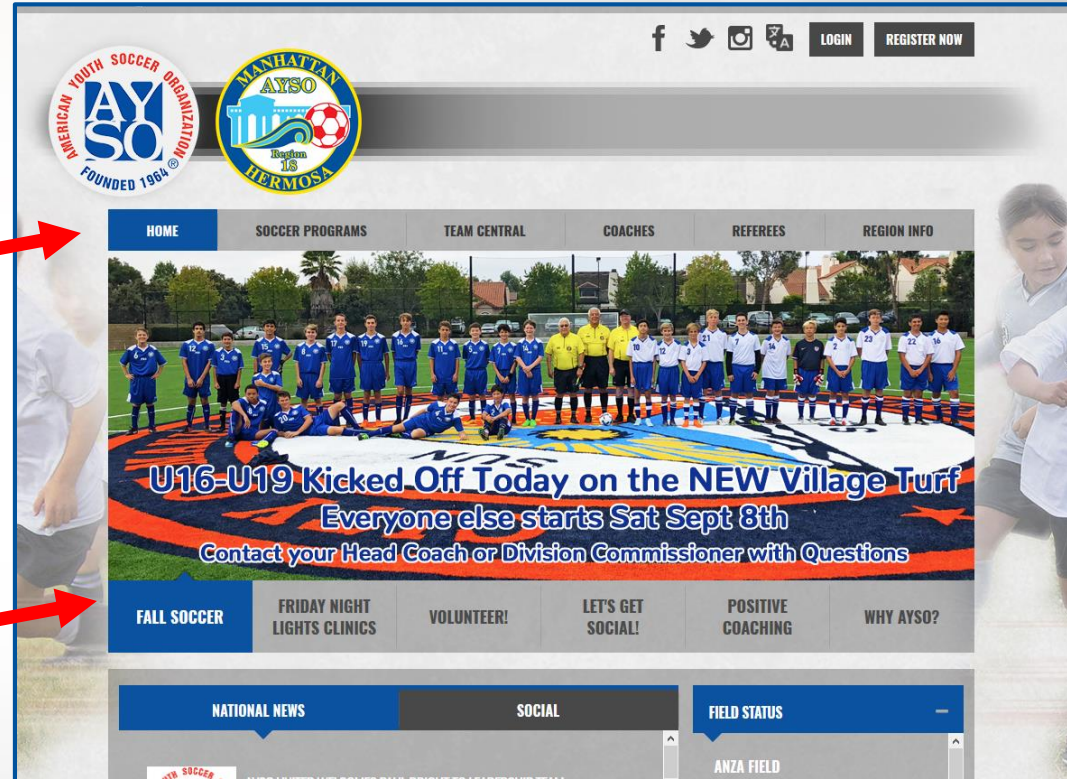 LOGIN
REGISTER NOW
AMERICAN YOUTH SOCCER ORGANIZATION
AYSO
FOUNDED 1964
®
MANHATTAN
AYSO
Region
18
HERMOSA
HOME
SOCCER PROGRAMS
TEAM CENTRAL
COACHES
REFEREES
REGION INFO
SUN
U16-U19 Kicked Off Today on the NEW Village Turf
Everyone else starts Sat Sept 8th
Contact your Head Coach or Division Commissioner with Questions
FALL SOCCER
FRIDAY NIGHT
LIGHTS CLINICS
VOLUNTEER!
LET'S GET
SOCIAL!
POSITIVE
COACHING
WHY AYSO?
NATIONAL NEWS
SOCIAL
FIELD STATUS
ANZA FIELD